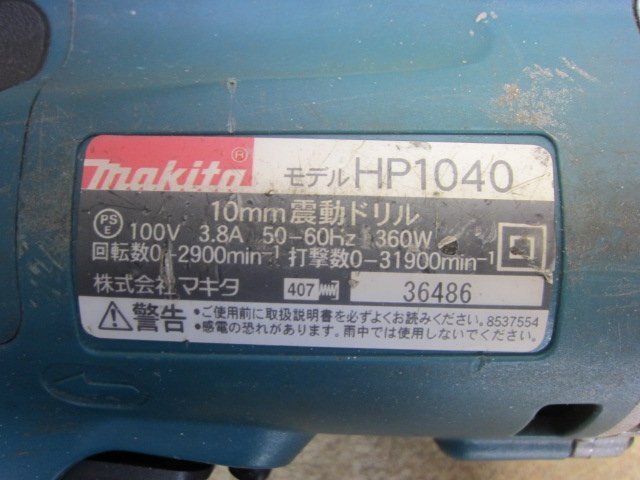 makita® モデル HP1040
10mm 震動ドリル
PS E 100V 3.8A 50-60Hz 360W
回転数0-2900min-1 打撃数0-31900min-1
株式会社 マキタ 407 36486
警告 •ご使用前に取扱説明書を必ずよくお読みください。8537554
•感電の恐れがあります。雨中では使用しないでください。